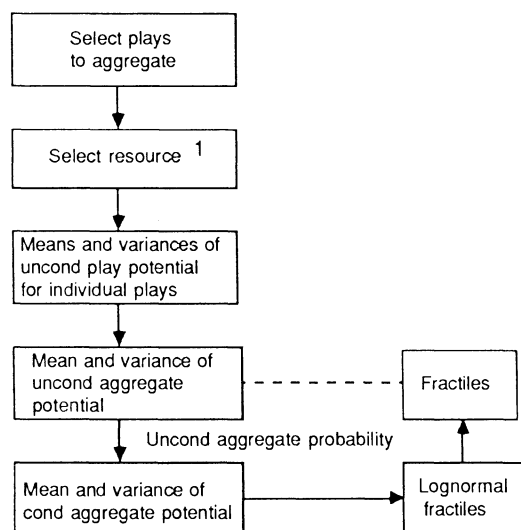 Select plays
to aggregate
Select resource 1
Means and variances of
uncond play potential
for individual plays
Mean and variance of
uncond aggregate
potential
Fractiles
Uncond aggregate probability
Mean and variance of
cond aggregate potential
Lognormal
fractiles